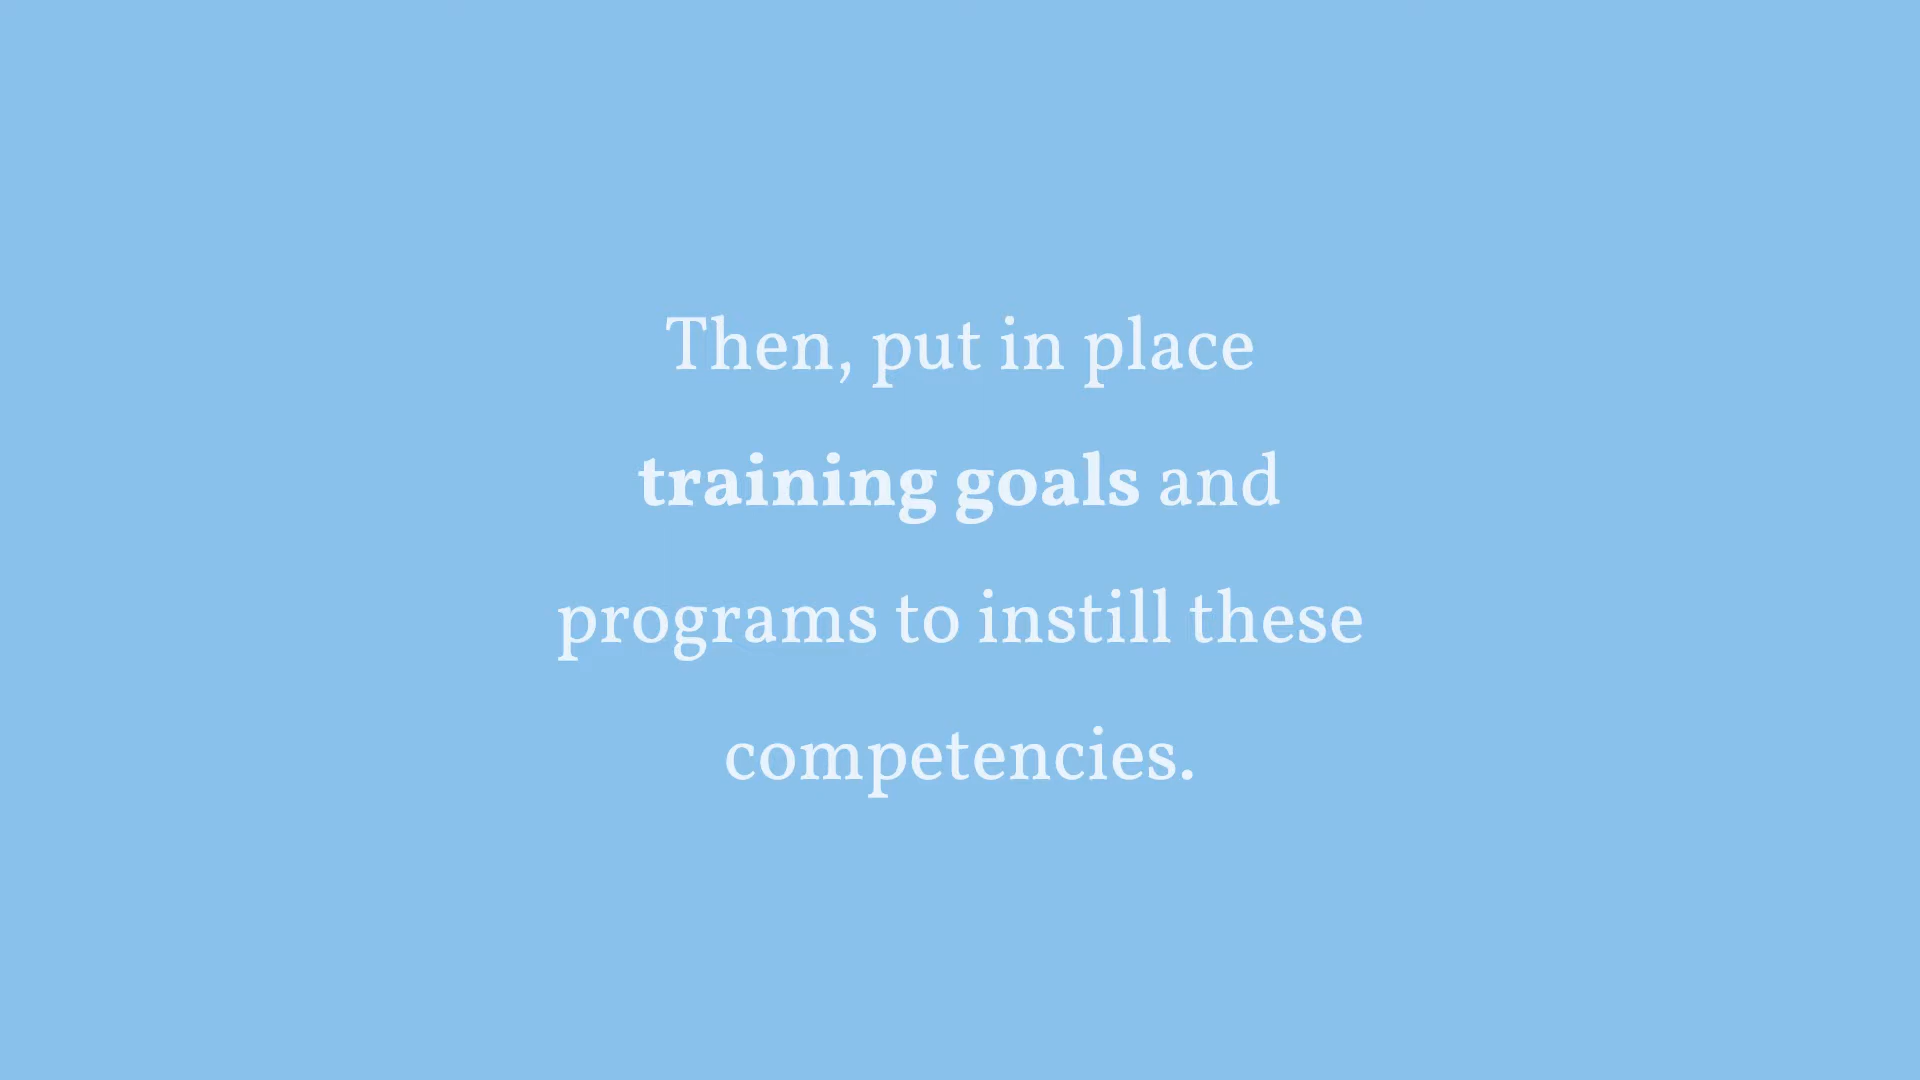 Then, put in place
training goals and
programs to instill these
competencies.